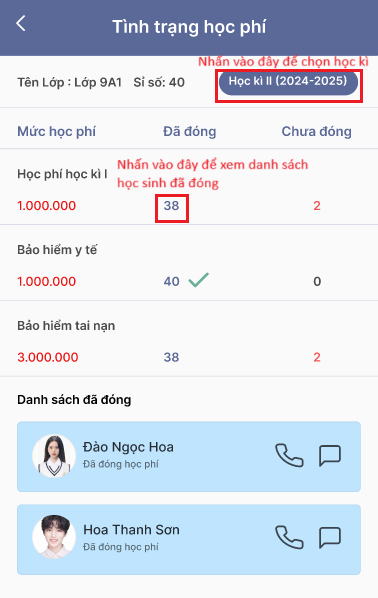 Tình trạng học phí
Nhấn vào đây để chọn học kì
Tên Lớp : Lớp 9A1 Sỉ số: 40 Học kì II (2024-2025)
Mức học phí Đã đóng Chưa đóng
Học phí học kì I
Nhấn vào đây để xem danh sách
học sinh đã đóng
1.000.000 38 2
Bảo hiểm y tế
1.000.000 40 0
Bảo hiểm tai nạn
3.000.000 38 2
Danh sách đã đóng
Đào Ngọc Hoa
Đã đóng học phí
Hoa Thanh Sơn
Đã đóng học phí